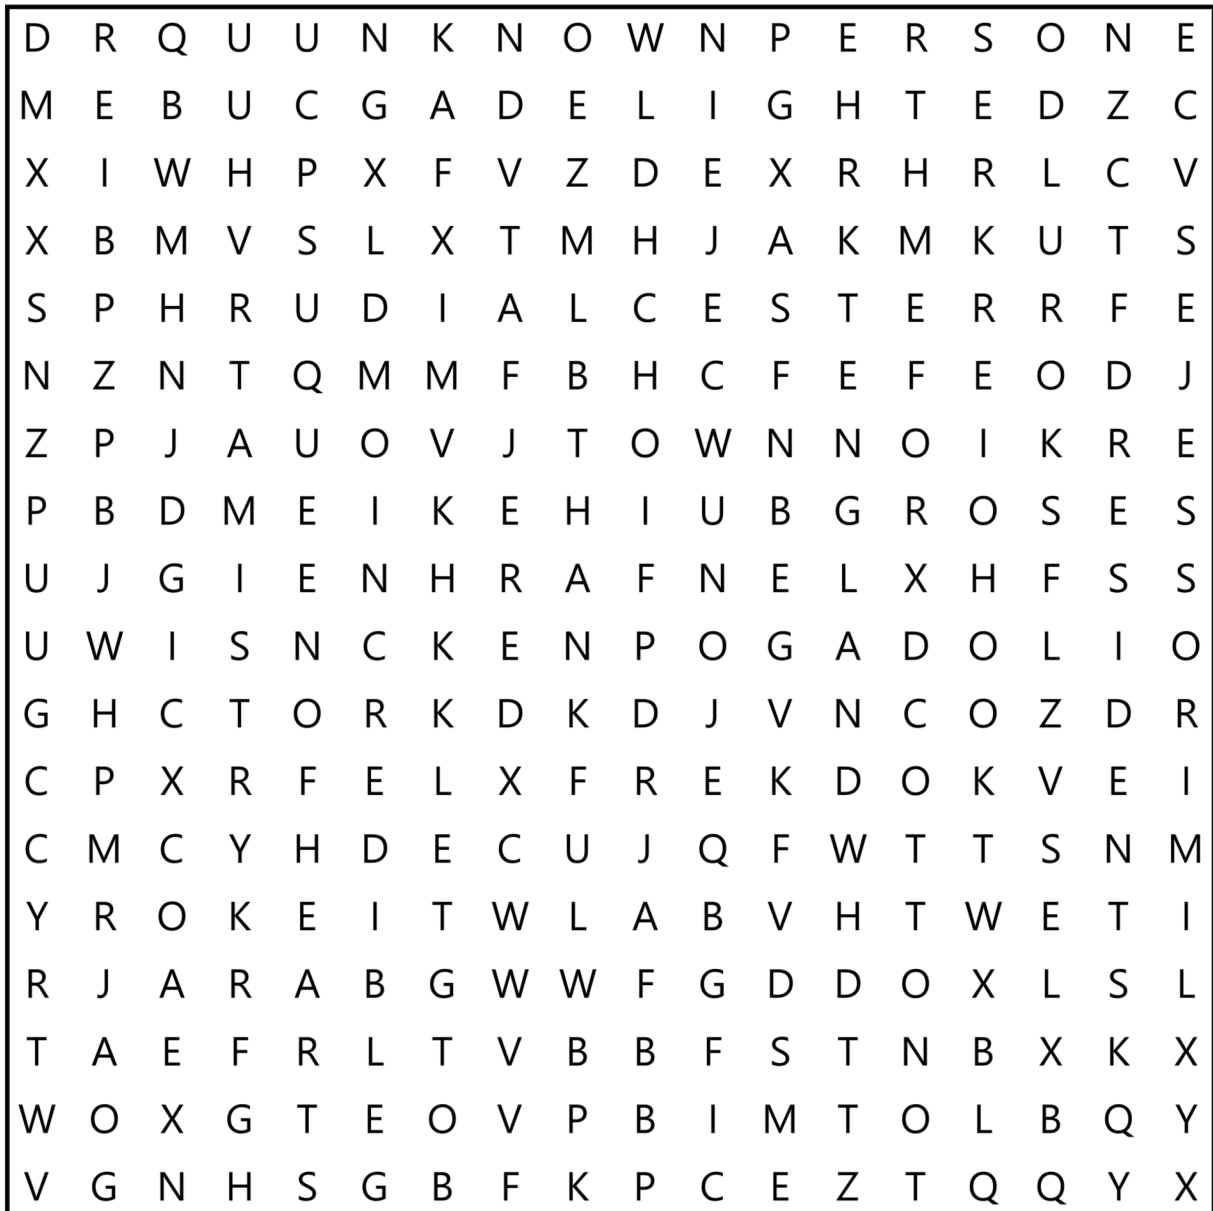 D R Q U U N K N O W N P E R S O N E
M E B U C G A D E L I G H T E D Z C
X I W H P X F V Z D E X R H R L C V
X B M V S L X T M H J A K M K U T S
S P H R U D I A L C E S T E R R F E
N Z N T Q M M F B H C F E F E O D J
Z P J A U O V J T O W N N O I K R E
P B D M E I K E H I U B G R O S E S
U J G I E N H R A F N E L X H F S S
U W I S N C K E N P O G A D O L I O
G H C T O R K D K D J V N C O Z D R
C P X R F E L X F R E K D O K V E I
C M C Y H D E C U J Q F W T T S N M
Y R O K E I T W L A B V H T W E T I
R J A R A B G W W F G D D O X L S L
T A E F R L T V B B F S T N B X K X
W O X G T E O V P B I M T O L B Q Y
V G N H S G B F K P C E Z T Q Q Y X